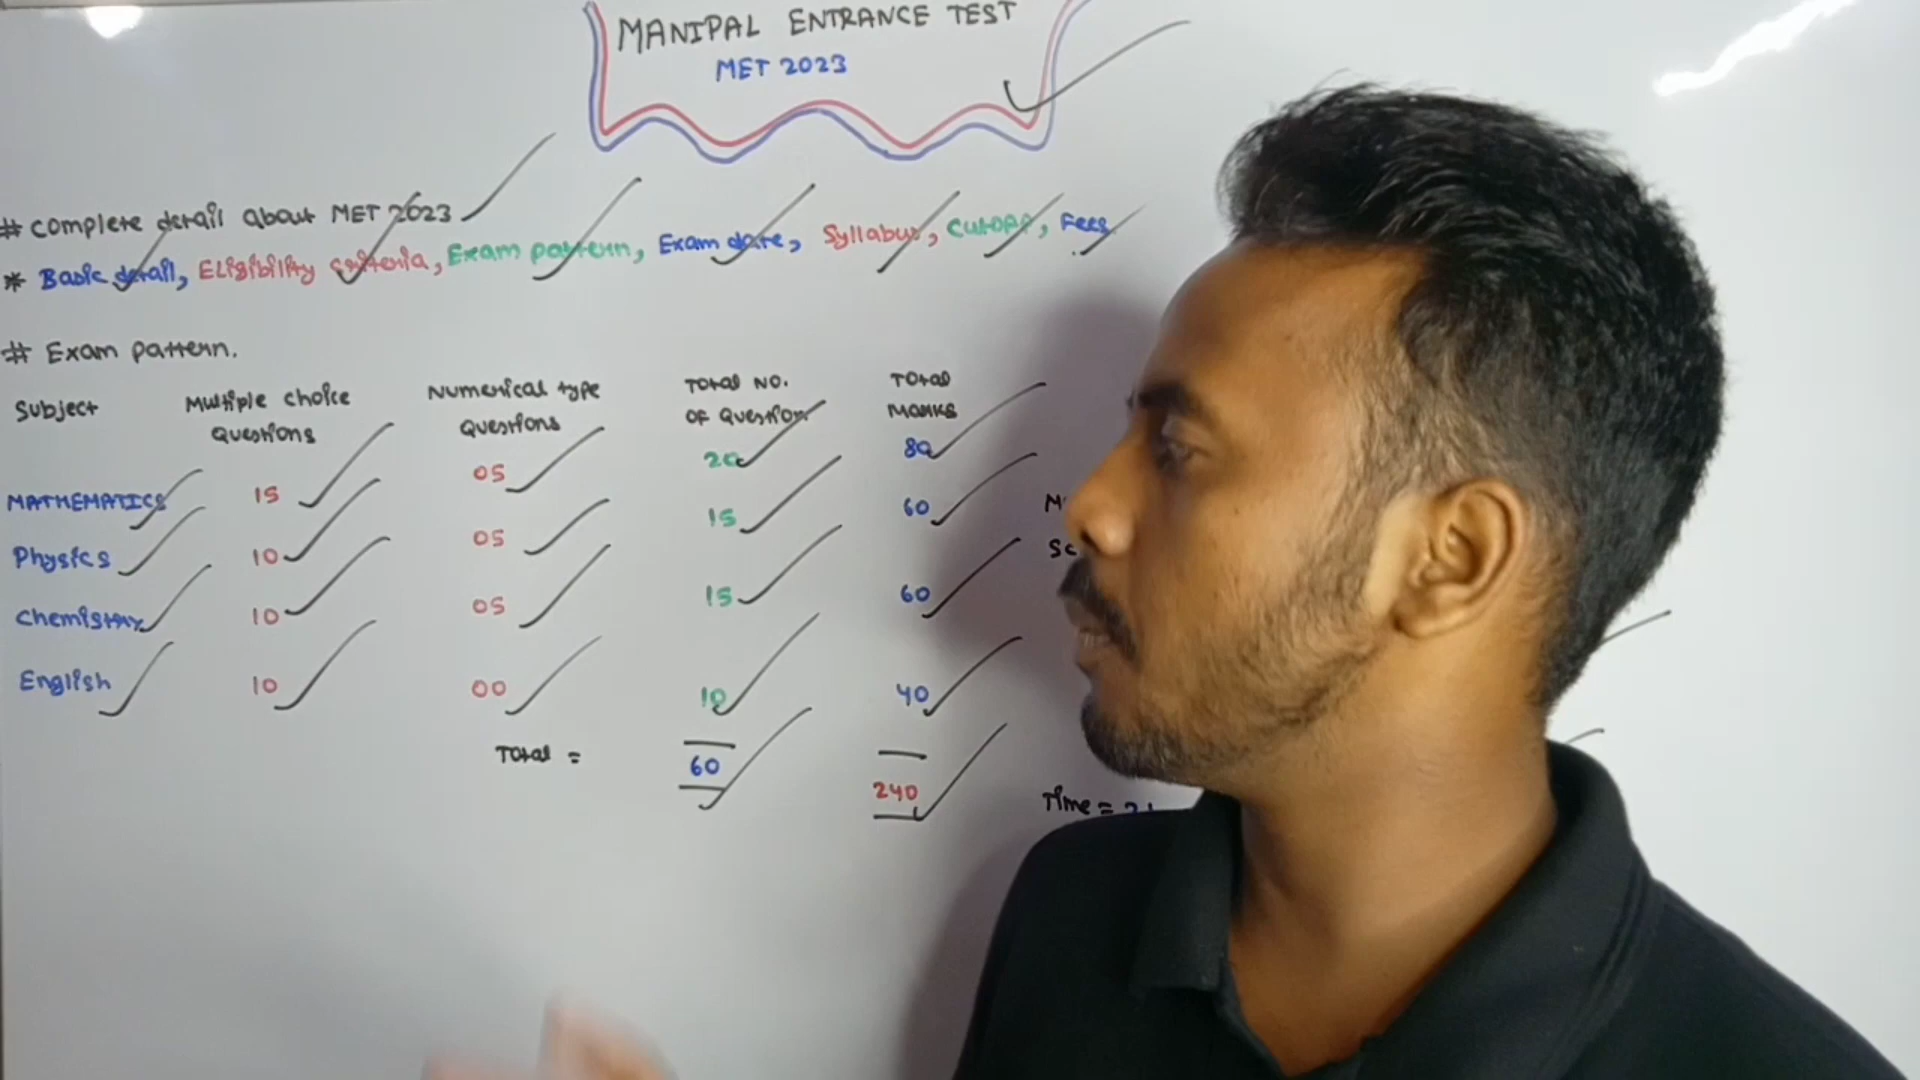 MANIPAL ENTRANCE TEST
MET 2023
# Complete detail about MET 2023
* Basic detail, Eligibility criteria, Exam pattern, Exam date, Syllabus, Cutoff, Fees
# Exam pattern.
Subject Multiple choice Questions Numerical type Questions Total No. of Question Total Marks
MATHEMATICS 15 05 20 80
Physics 10 05 15 60
Chemistry 10 05 15 60
English 10 00 10 40
Total = 60 240
Time =